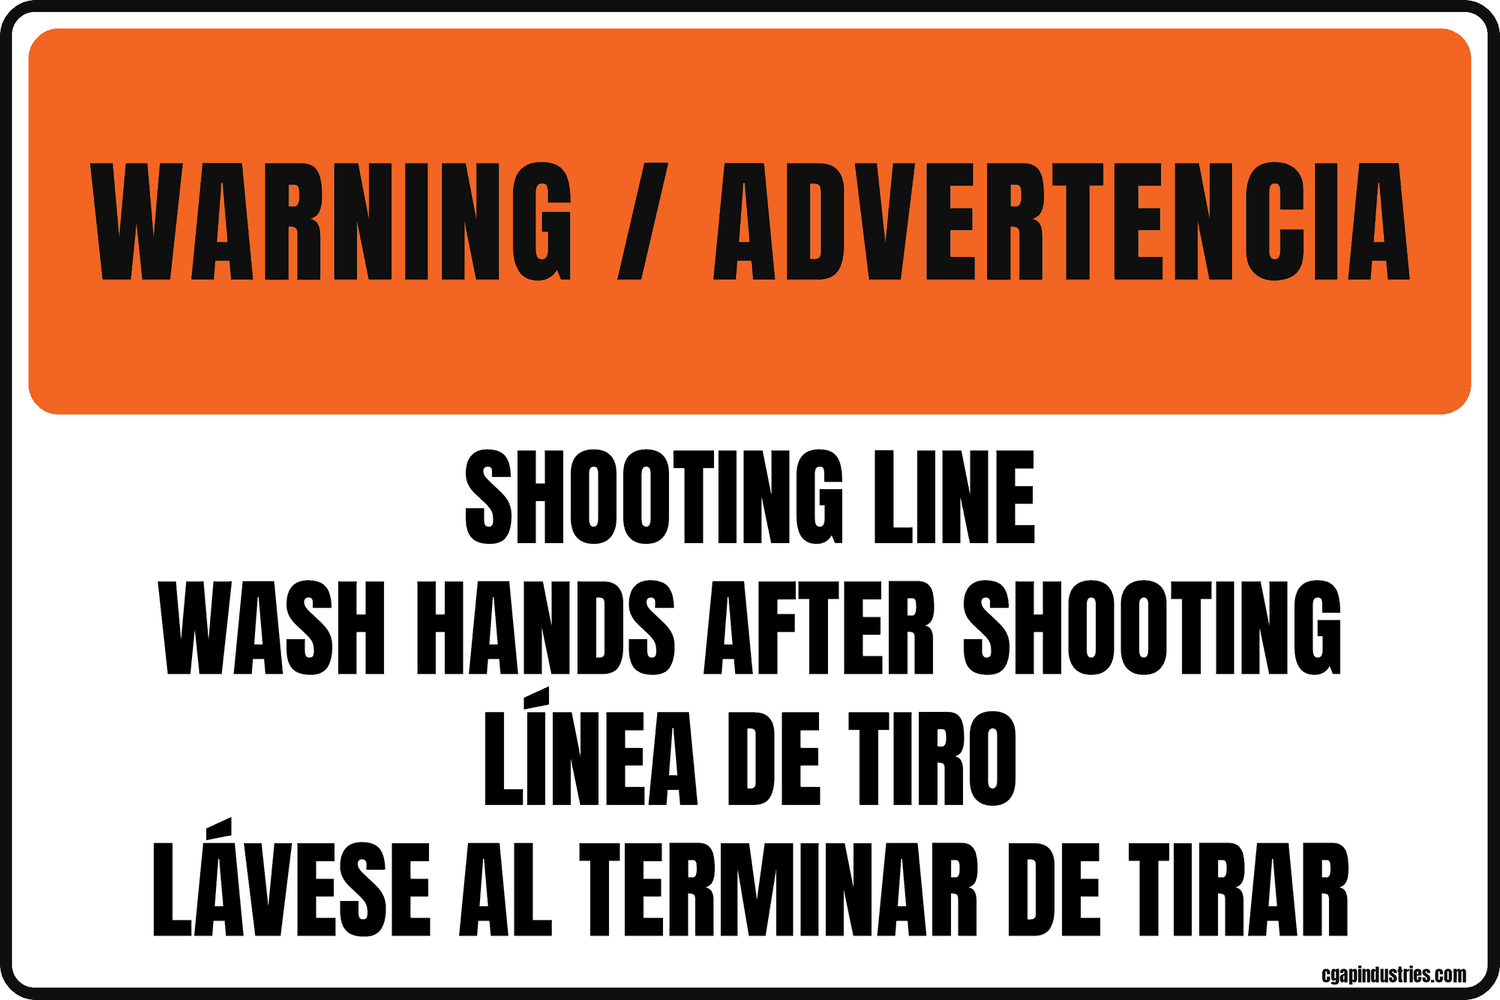 WARNING / ADVERTENCIA
SHOOTING LINE
WASH HANDS AFTER SHOOTING
LÍNEA DE TIRO
LÁVESE AL TERMINAR DE TIRAR
cgapindustries.com